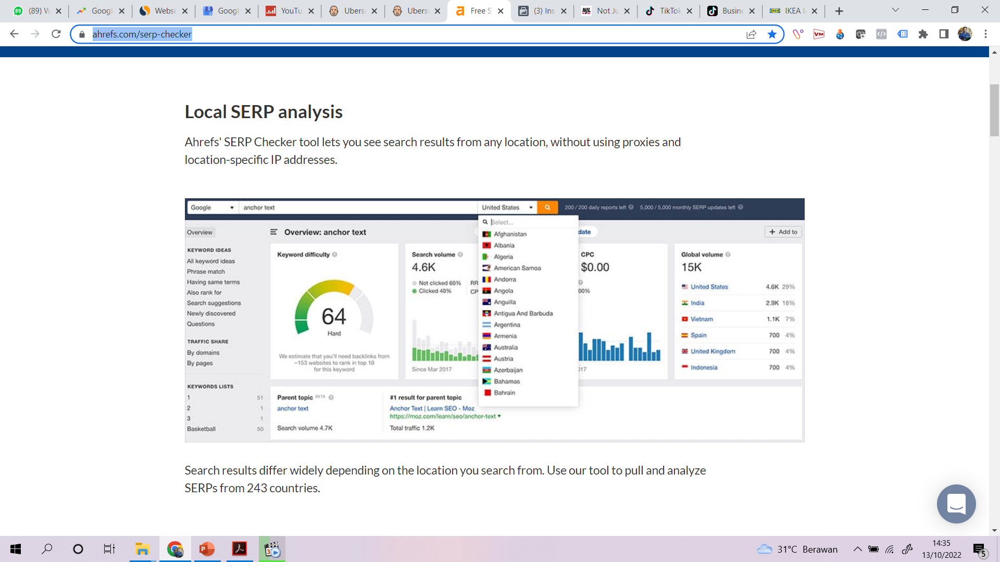 (89) W
Googl
Websi
Googl
YouTu
Ubers
Ubers
Free S
(3) Ins
Not Ju
TikTok
Busine
IKEA I
ahrefs.com/serp-checker
Local SERP analysis
Ahrefs' SERP Checker tool lets you see search results from any location, without using proxies and
location-specific IP addresses.
Google
anchor text
United States
200 / 200 daily reports left
5,000 / 5,000 monthly SERP updates left
Select...
Afghanistan
Albania
Algeria
American Samoa
Andorra
Angola
Anguilla
Antigua And Barbuda
Argentina
Armenia
Australia
Austria
Azerbaijan
Bahamas
Bahrain
Overview
Overview: anchor text
date
+ Add to
KEYWORD IDEAS
All keyword ideas
Phrase match
Having same terms
Also rank for
Search suggestions
Newly discovered
Questions
TRAFFIC SHARE
By domains
By pages
KEYWORDS LISTS
1 51
2 1
3 1
Basketball 50
Keyword difficulty
64
Hard
We estimate that you'll need backlinks from
~153 websites to rank in top 10
for this keyword
Search volume
4.6K
Not clicked 60% RR
Clicked 40% CP
Since Mar 2017
CPC
$0.00
00%
017
Global volume
15K
United States 4.6K 29%
India 2.9K 18%
Vietnam 1.1K 7%
Spain 700 4%
United Kingdom 700 4%
Indonesia 700 4%
Parent topic BETA
anchor text
Search volume 4.7K
#1 result for parent topic
Anchor Text | Learn SEO - Moz
https://moz.com/learn/seo/anchor-text
Total traffic 1.2K
Search results differ widely depending on the location you search from. Use our tool to pull and analyze
SERPs from 243 countries.
31°C Berawan
14:35
13/10/2022
5